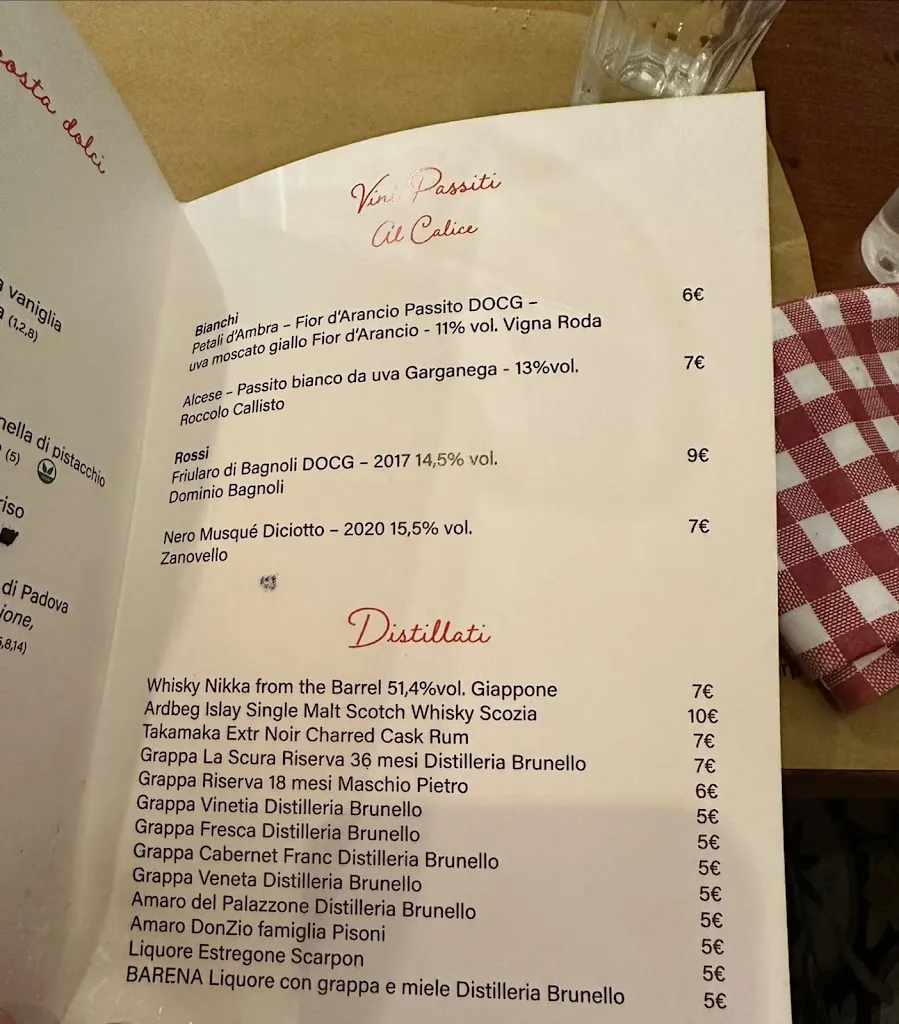 costa dolci
vaniglia
(1,2,8)
nella di pistacchio
(5)
riso
di Padova
ione,
,8,14)
Vini Passiti
Al Calice
Bianchi
Petali d'Ambra – Fior d'Arancio Passito DOCG – 6€
uva moscato giallo Fior d'Arancio - 11% vol. Vigna Roda
Alcese – Passito bianco da uva Garganega - 13%vol. 7€
Roccolo Callisto
Rossi
Friularo di Bagnoli DOCG – 2017 14,5% vol. 9€
Dominio Bagnoli
Nero Musqué Diciotto – 2020 15,5% vol. 7€
Zanovello
Distillati
Whisky Nikka from the Barrel 51,4%vol. Giappone 7€
Ardbeg Islay Single Malt Scotch Whisky Scozia 10€
Takamaka Extr Noir Charred Cask Rum 7€
Grappa La Scura Riserva 36 mesi Distilleria Brunello 7€
Grappa Riserva 18 mesi Maschio Pietro 6€
Grappa Vinetia Distilleria Brunello 5€
Grappa Fresca Distilleria Brunello 5€
Grappa Cabernet Franc Distilleria Brunello 5€
Grappa Veneta Distilleria Brunello 5€
Amaro del Palazzone Distilleria Brunello 5€
Amaro DonZio famiglia Pisoni 5€
Liquore Estregone Scarpon 5€
BARENA Liquore con grappa e miele Distilleria Brunello 5€